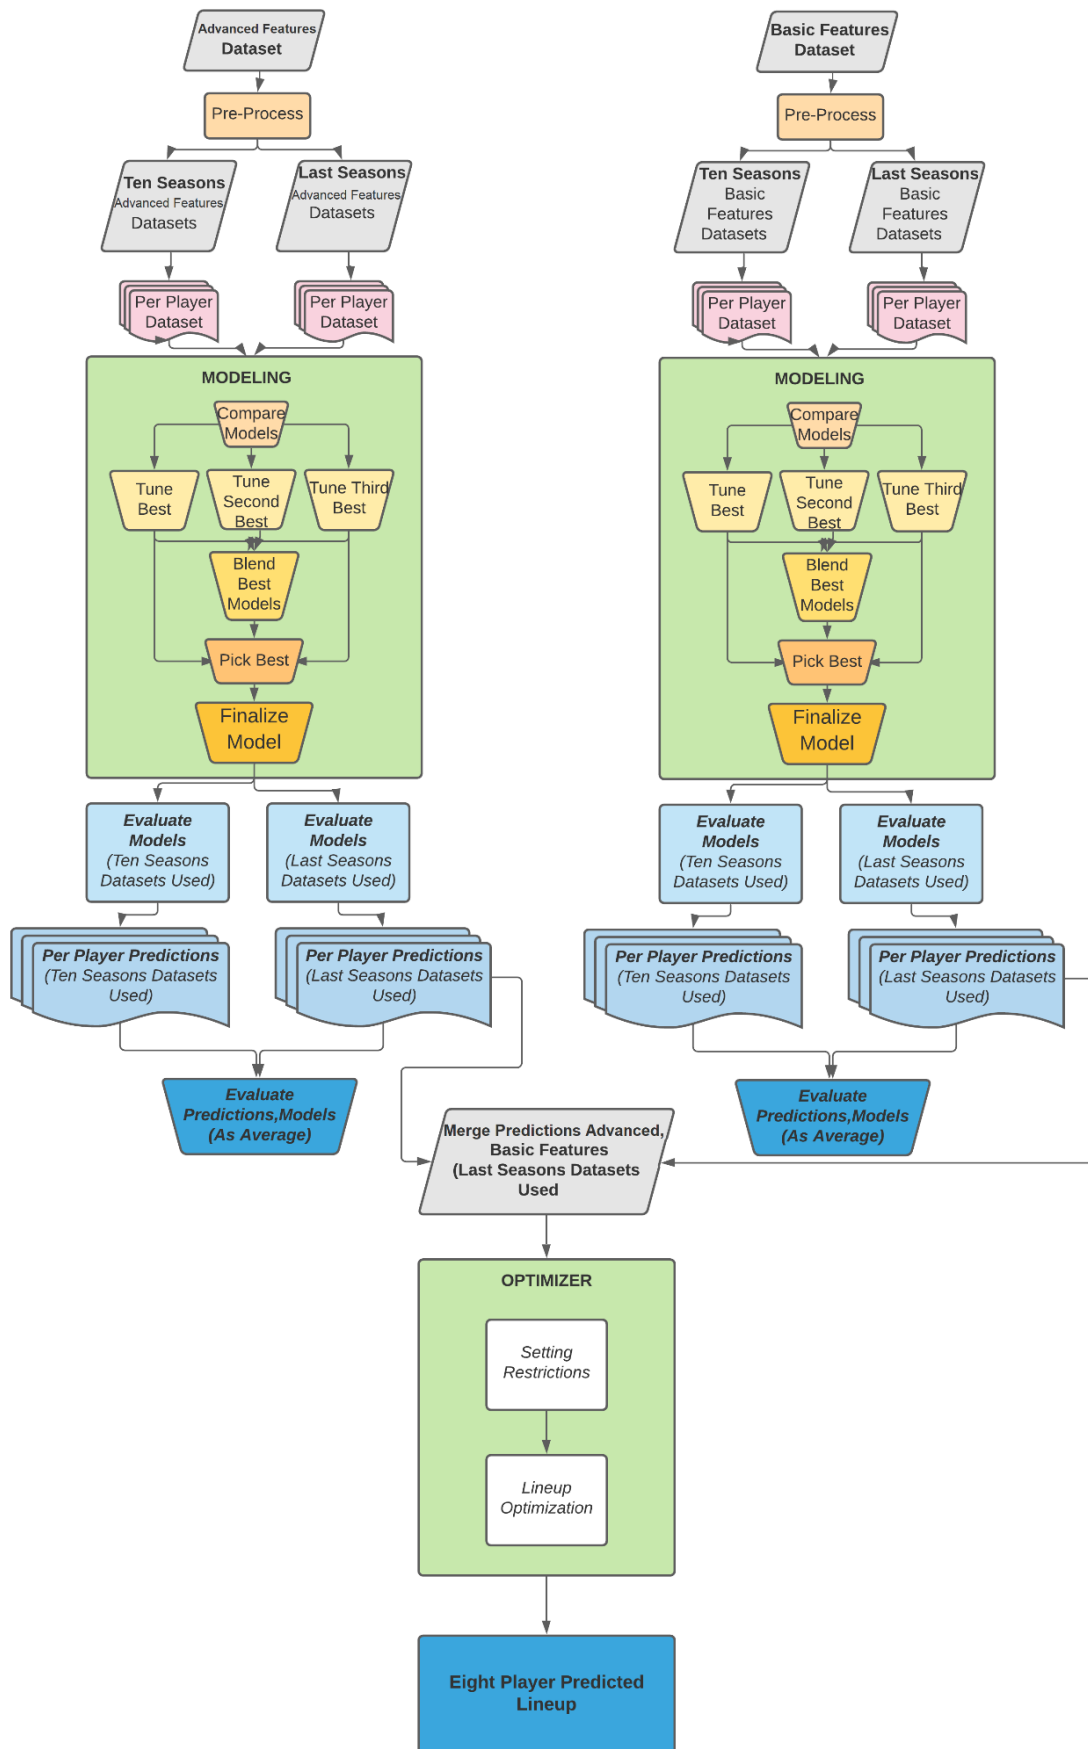 Advanced Features
Dataset
Pre-Process
Ten Seasons
Advanced Features
Datasets
Last Seasons
Advanced Features
Datasets
Per Player
Dataset
Per Player
Dataset
MODELING
Compare
Models
Tune
Best
Tune
Second
Best
Tune Third
Best
Blend
Best
Models
Pick Best
Finalize
Model
Evaluate
Models
(Ten Seasons
Datasets Used)
Evaluate
Models
(Last Seasons
Datasets Used)
Per Player Predictions
(Ten Seasons Datasets
Used)
Per Player Predictions
(Last Seasons Datasets
Used)
Evaluate
Predictions,Models
(As Average)
Basic Features
Dataset
Pre-Process
Ten Seasons
Basic
Features
Datasets
Last Seasons
Basic
Features
Datasets
Per Player
Dataset
Per Player
Dataset
MODELING
Compare
Models
Tune
Best
Tune
Second
Best
Tune Third
Best
Blend
Best
Models
Pick Best
Finalize
Model
Evaluate
Models
(Ten Seasons
Datasets Used)
Evaluate
Models
(Last Seasons
Datasets Used)
Per Player Predictions
(Ten Seasons Datasets
Used)
Per Player Predictions
(Last Seasons Datasets
Used)
Evaluate
Predictions,Models
(As Average)
Merge Predictions Advanced,
Basic Features
(Last Seasons Datasets
Used
OPTIMIZER
Setting
Restrictions
Lineup
Optimization
Eight Player Predicted
Lineup